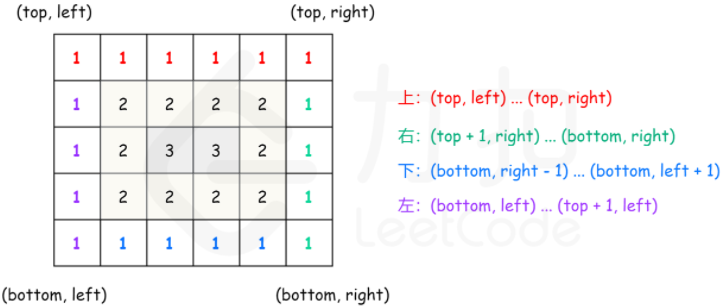 (top, left) (top, right)
1 1 1 1 1 1
1 2 2 2 2 1
1 2 3 3 2 1
1 2 2 2 2 1
1 1 1 1 1 1
(bottom, left) (bottom, right)
上：(top, left) ... (top, right)
右：(top + 1, right) ... (bottom, right)
下：(bottom, right - 1) ... (bottom, left + 1)
左：(bottom, left) ... (top + 1, left)
力扣
LeetCode